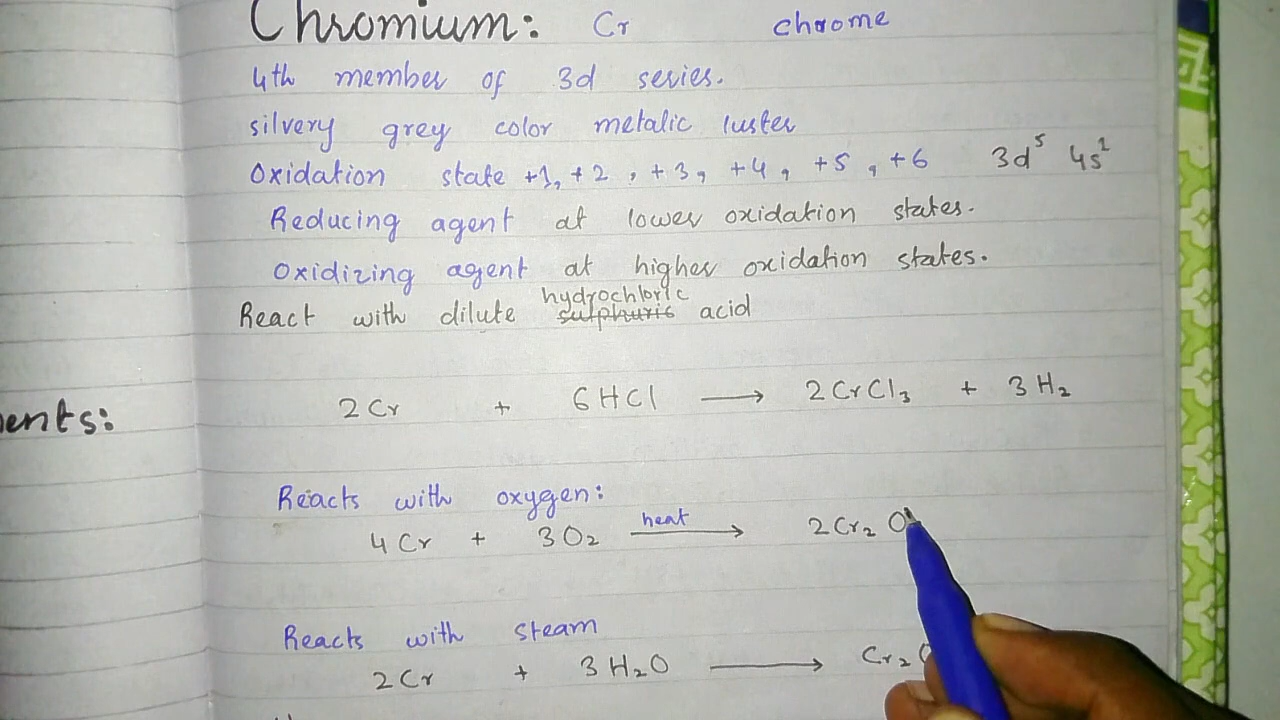 Chromium: Cr chrome
4th member of 3d series.
silvery grey color metalic luster
Oxidation state +1, +2, +3, +4, +5, +6 3d⁵ 4s¹
Reducing agent at lower oxidation states.
Oxidizing agent at higher oxidation states.
hydrochloric
React with dilute sulphuric acid
2Cr + 6HCl → 2CrCl₃ + 3H₂
ents:
Reacts with oxygen:
heat
4Cr + 3O₂ → 2Cr₂ O
Reacts with steam
2Cr + 3H₂O → Cr₂